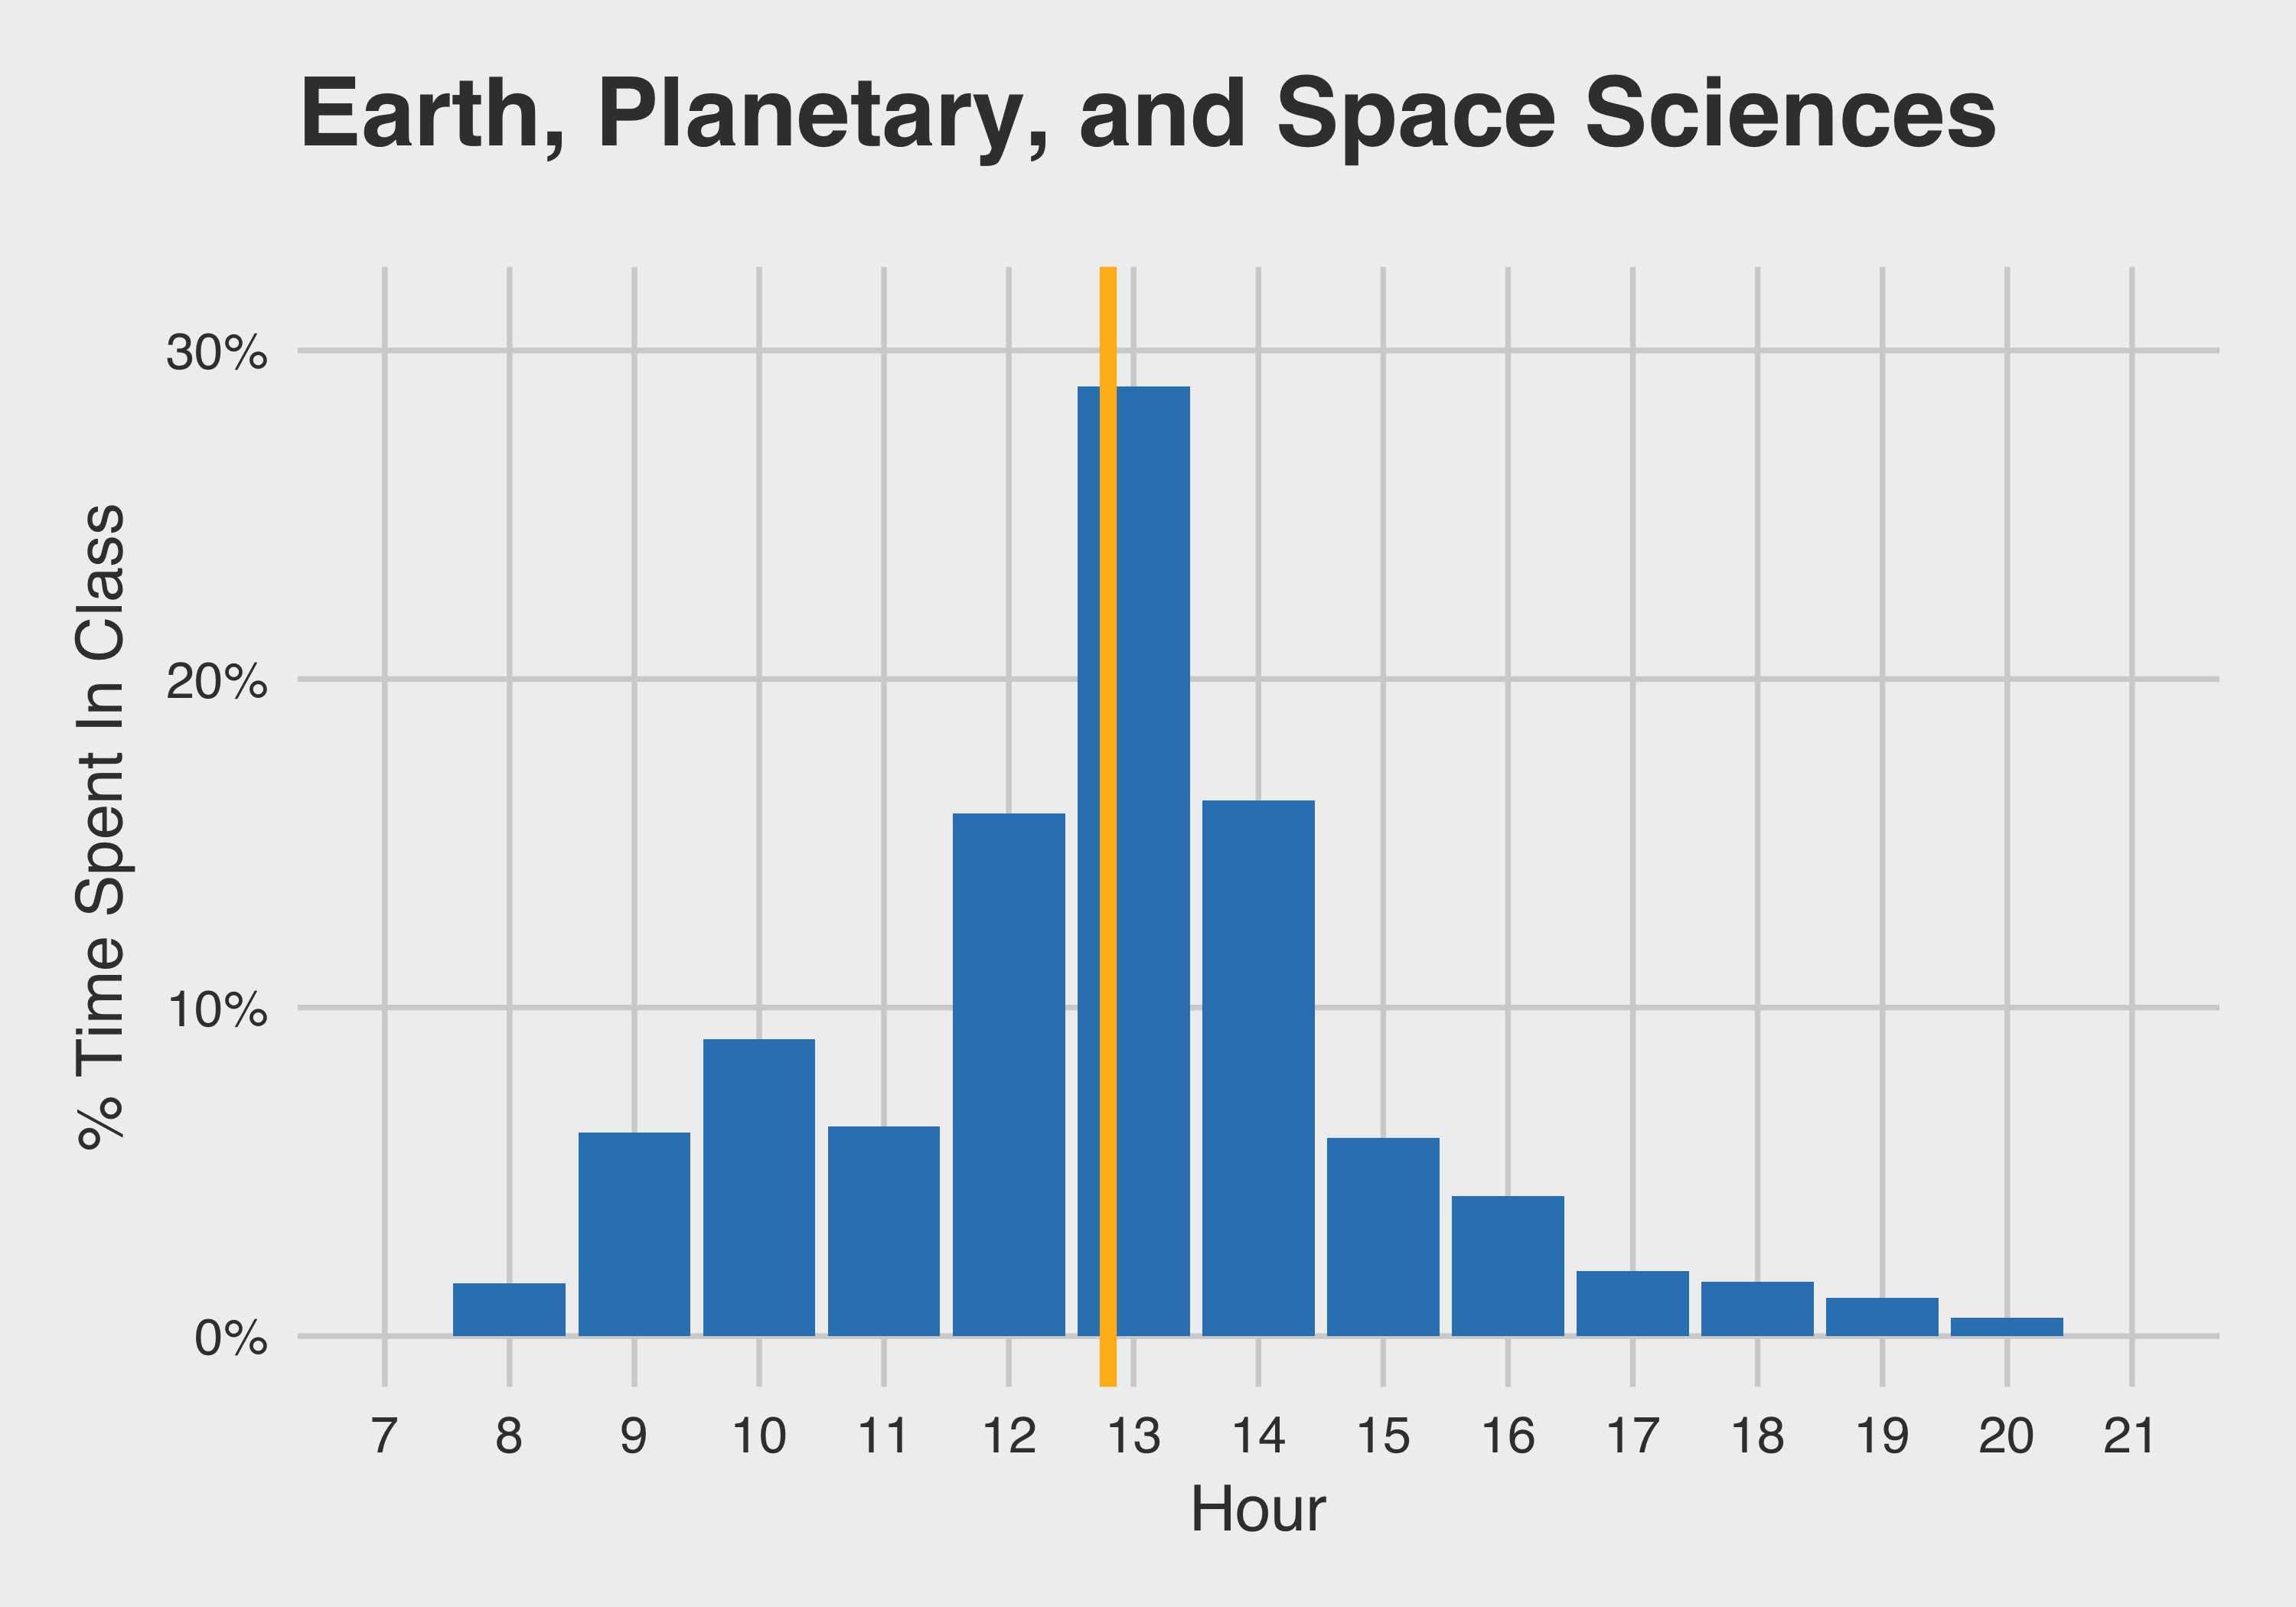 Earth, Planetary, and Space Sciences
% Time Spent In Class
30%
20%
10%
0%
7 8 9 10 11 12 13 14 15 16 17 18 19 20 21
Hour